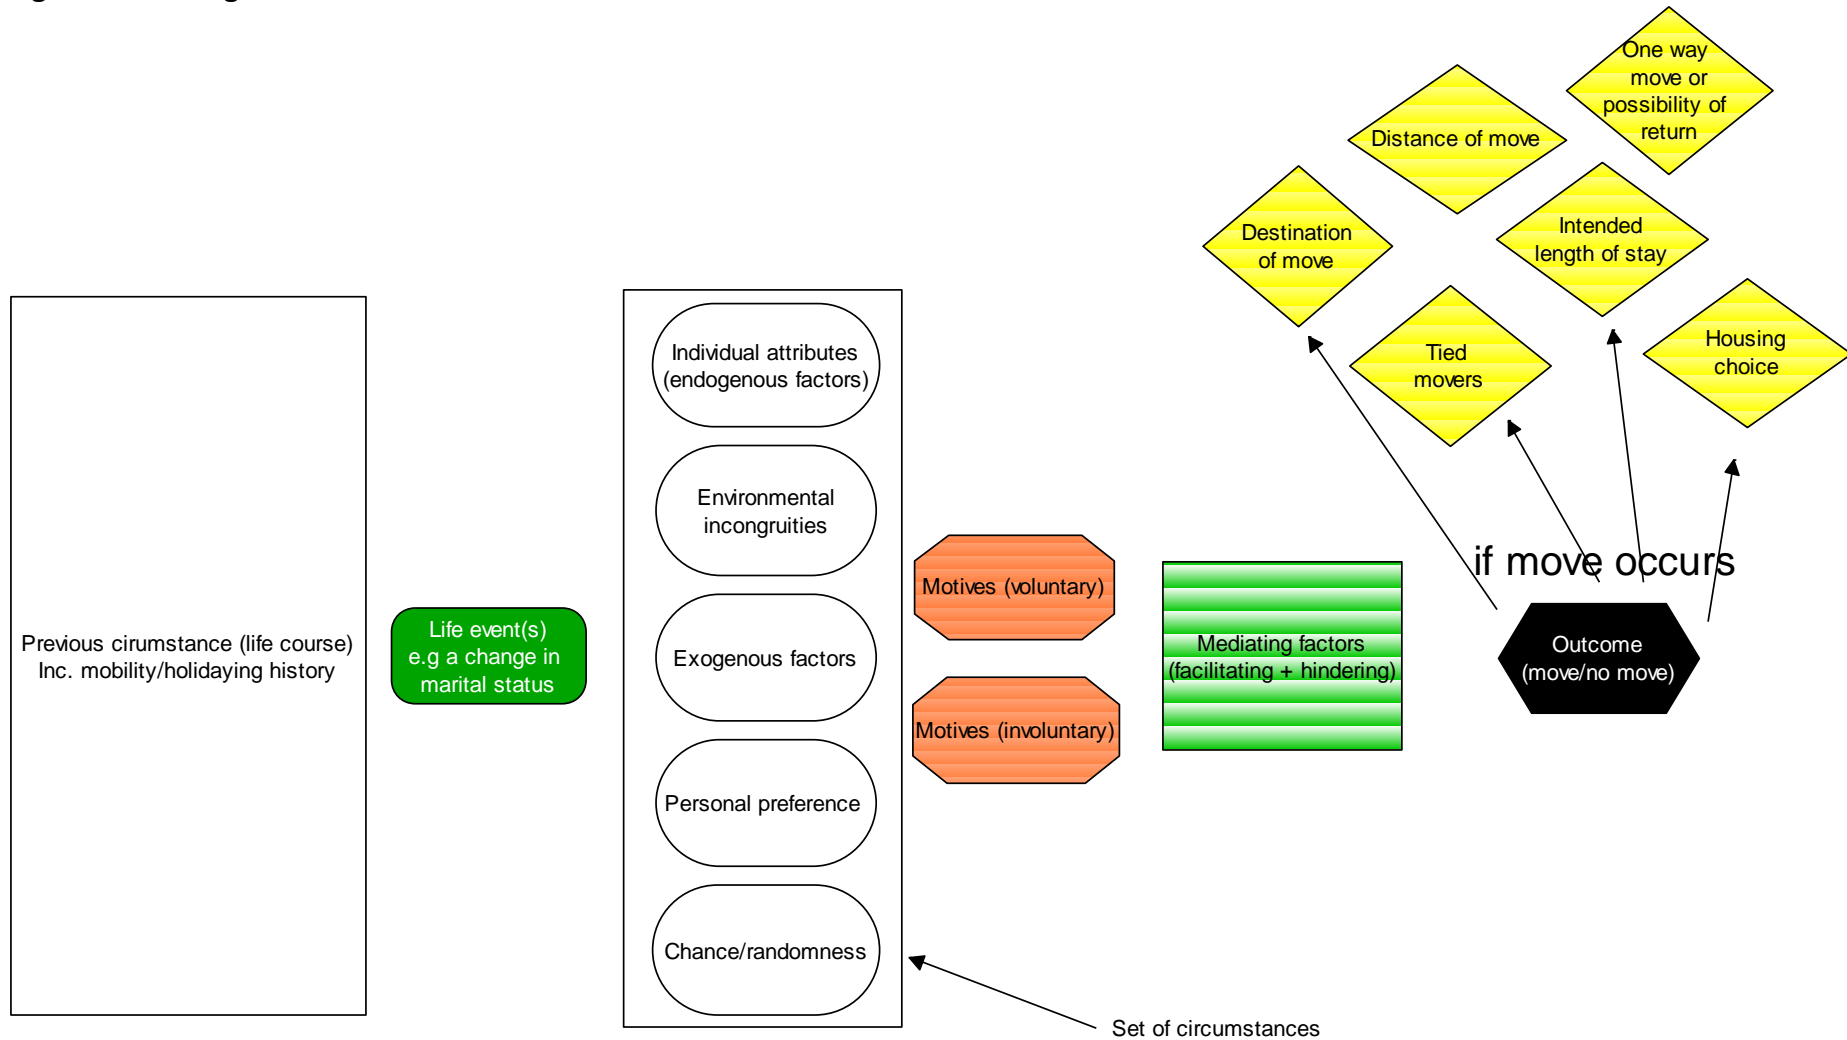 Previous cirumstance (life course)
Inc. mobility/holidaying history
Life event(s)
e.g a change in
marital status
Individual attributes
(endogenous factors)
Environmental
incongruities
Exogenous factors
Personal preference
Chance/randomness
Set of circumstances
Motives (voluntary)
Motives (involuntary)
Mediating factors
(facilitating + hindering)
Outcome
(move/no move)
if move occurs
Destination
of move
Distance of move
One way
move or
possibility of
return
Intended
length of stay
Tied
movers
Housing
choice